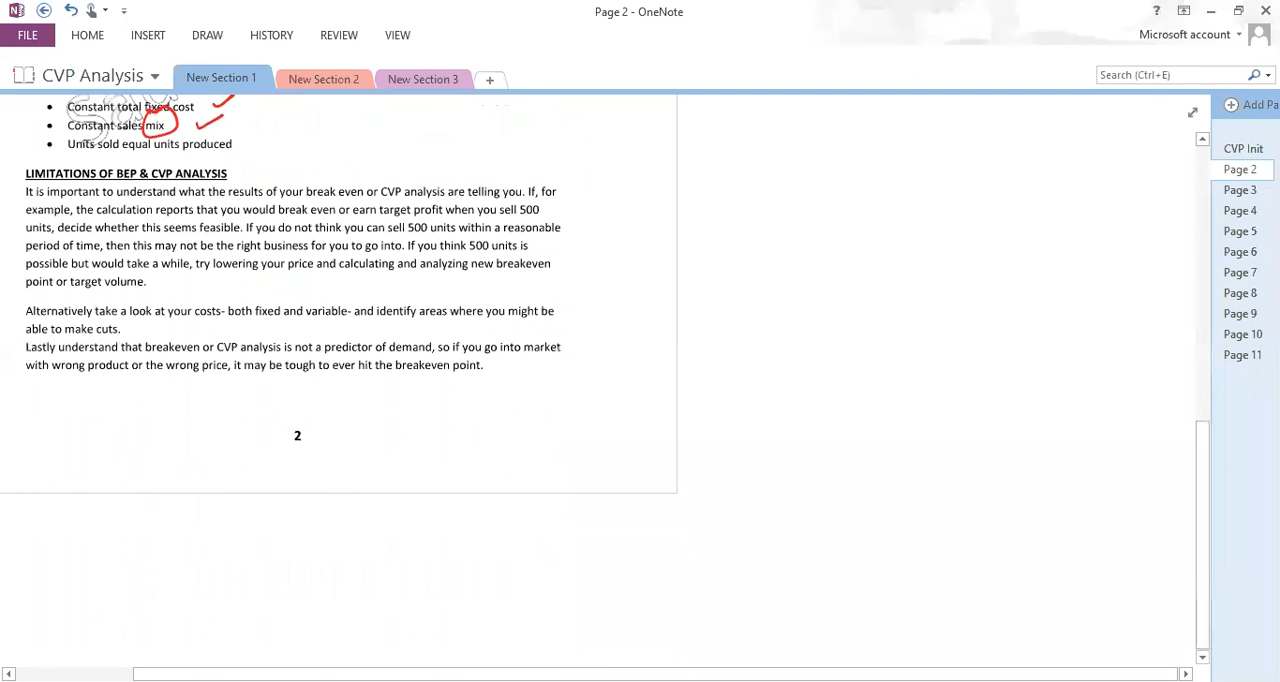 Page 2 - OneNote
?
FILE HOME INSERT DRAW HISTORY REVIEW VIEW
Microsoft account
CVP Analysis
New Section 1
New Section 2
New Section 3
+
Search (Ctrl+E)
Add Pa
• Constant total fixed cost
• Constant sales mix
• Units sold equal units produced
LIMITATIONS OF BEP & CVP ANALYSIS
It is important to understand what the results of your break even or CVP analysis are telling you. If, for
example, the calculation reports that you would break even or earn target profit when you sell 500
units, decide whether this seems feasible. If you do not think you can sell 500 units within a reasonable
period of time, then this may not be the right business for you to go into. If you think 500 units is
possible but would take a while, try lowering your price and calculating and analyzing new breakeven
point or target volume.
Alternatively take a look at your costs- both fixed and variable- and identify areas where you might be
able to make cuts.
Lastly understand that breakeven or CVP analysis is not a predictor of demand, so if you go into market
with wrong product or the wrong price, it may be tough to ever hit the breakeven point.
2
CVP Init
Page 2
Page 3
Page 4
Page 5
Page 6
Page 7
Page 8
Page 9
Page 10
Page 11